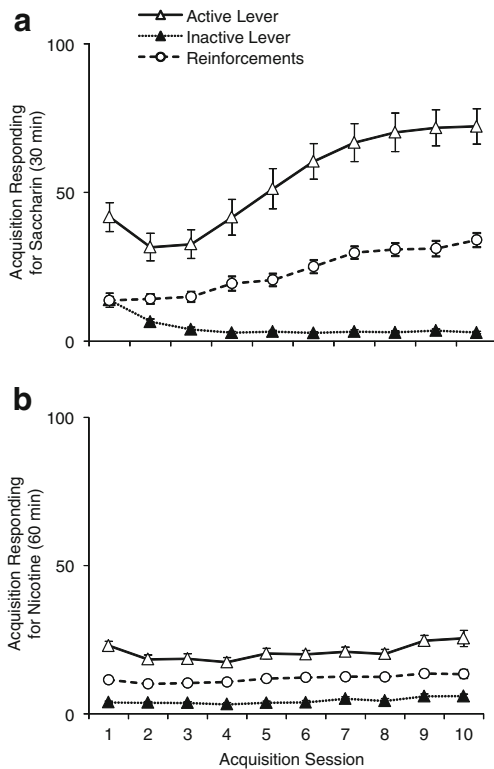 a
Active Lever
Inactive Lever
Reinforcements
100
50
0
Acquisition Responding
for Saccharin (30 min)
b
100
50
0
Acquisition Responding
for Nicotine (60 min)
1 2 3 4 5 6 7 8 9 10
Acquisition Session